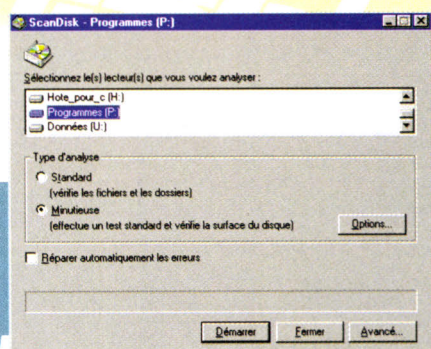 ScanDisk - Programmes (P:)
Sélectionnez le(s) lecteur(s) que vous voulez analyser :
Hote_pour_c (H:)
Programmes (P:)
Données (U:)
Type d'analyse
Standard
(vérifie les fichiers et les dossiers)
Minutieuse
(effectue un test standard et vérifie la surface du disque)
Options...
Réparer automatiquement les erreurs
Démarrer Fermer Avancé...